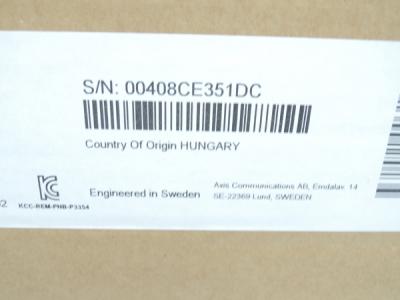 S/N: 00408CE351DC
Country Of Origin HUNGARY
Engineered in Sweden
Axis Communications AB, Emdalav. 14
SE-22369 Lund, SWEDEN
KCC-REM-PHB-P3354